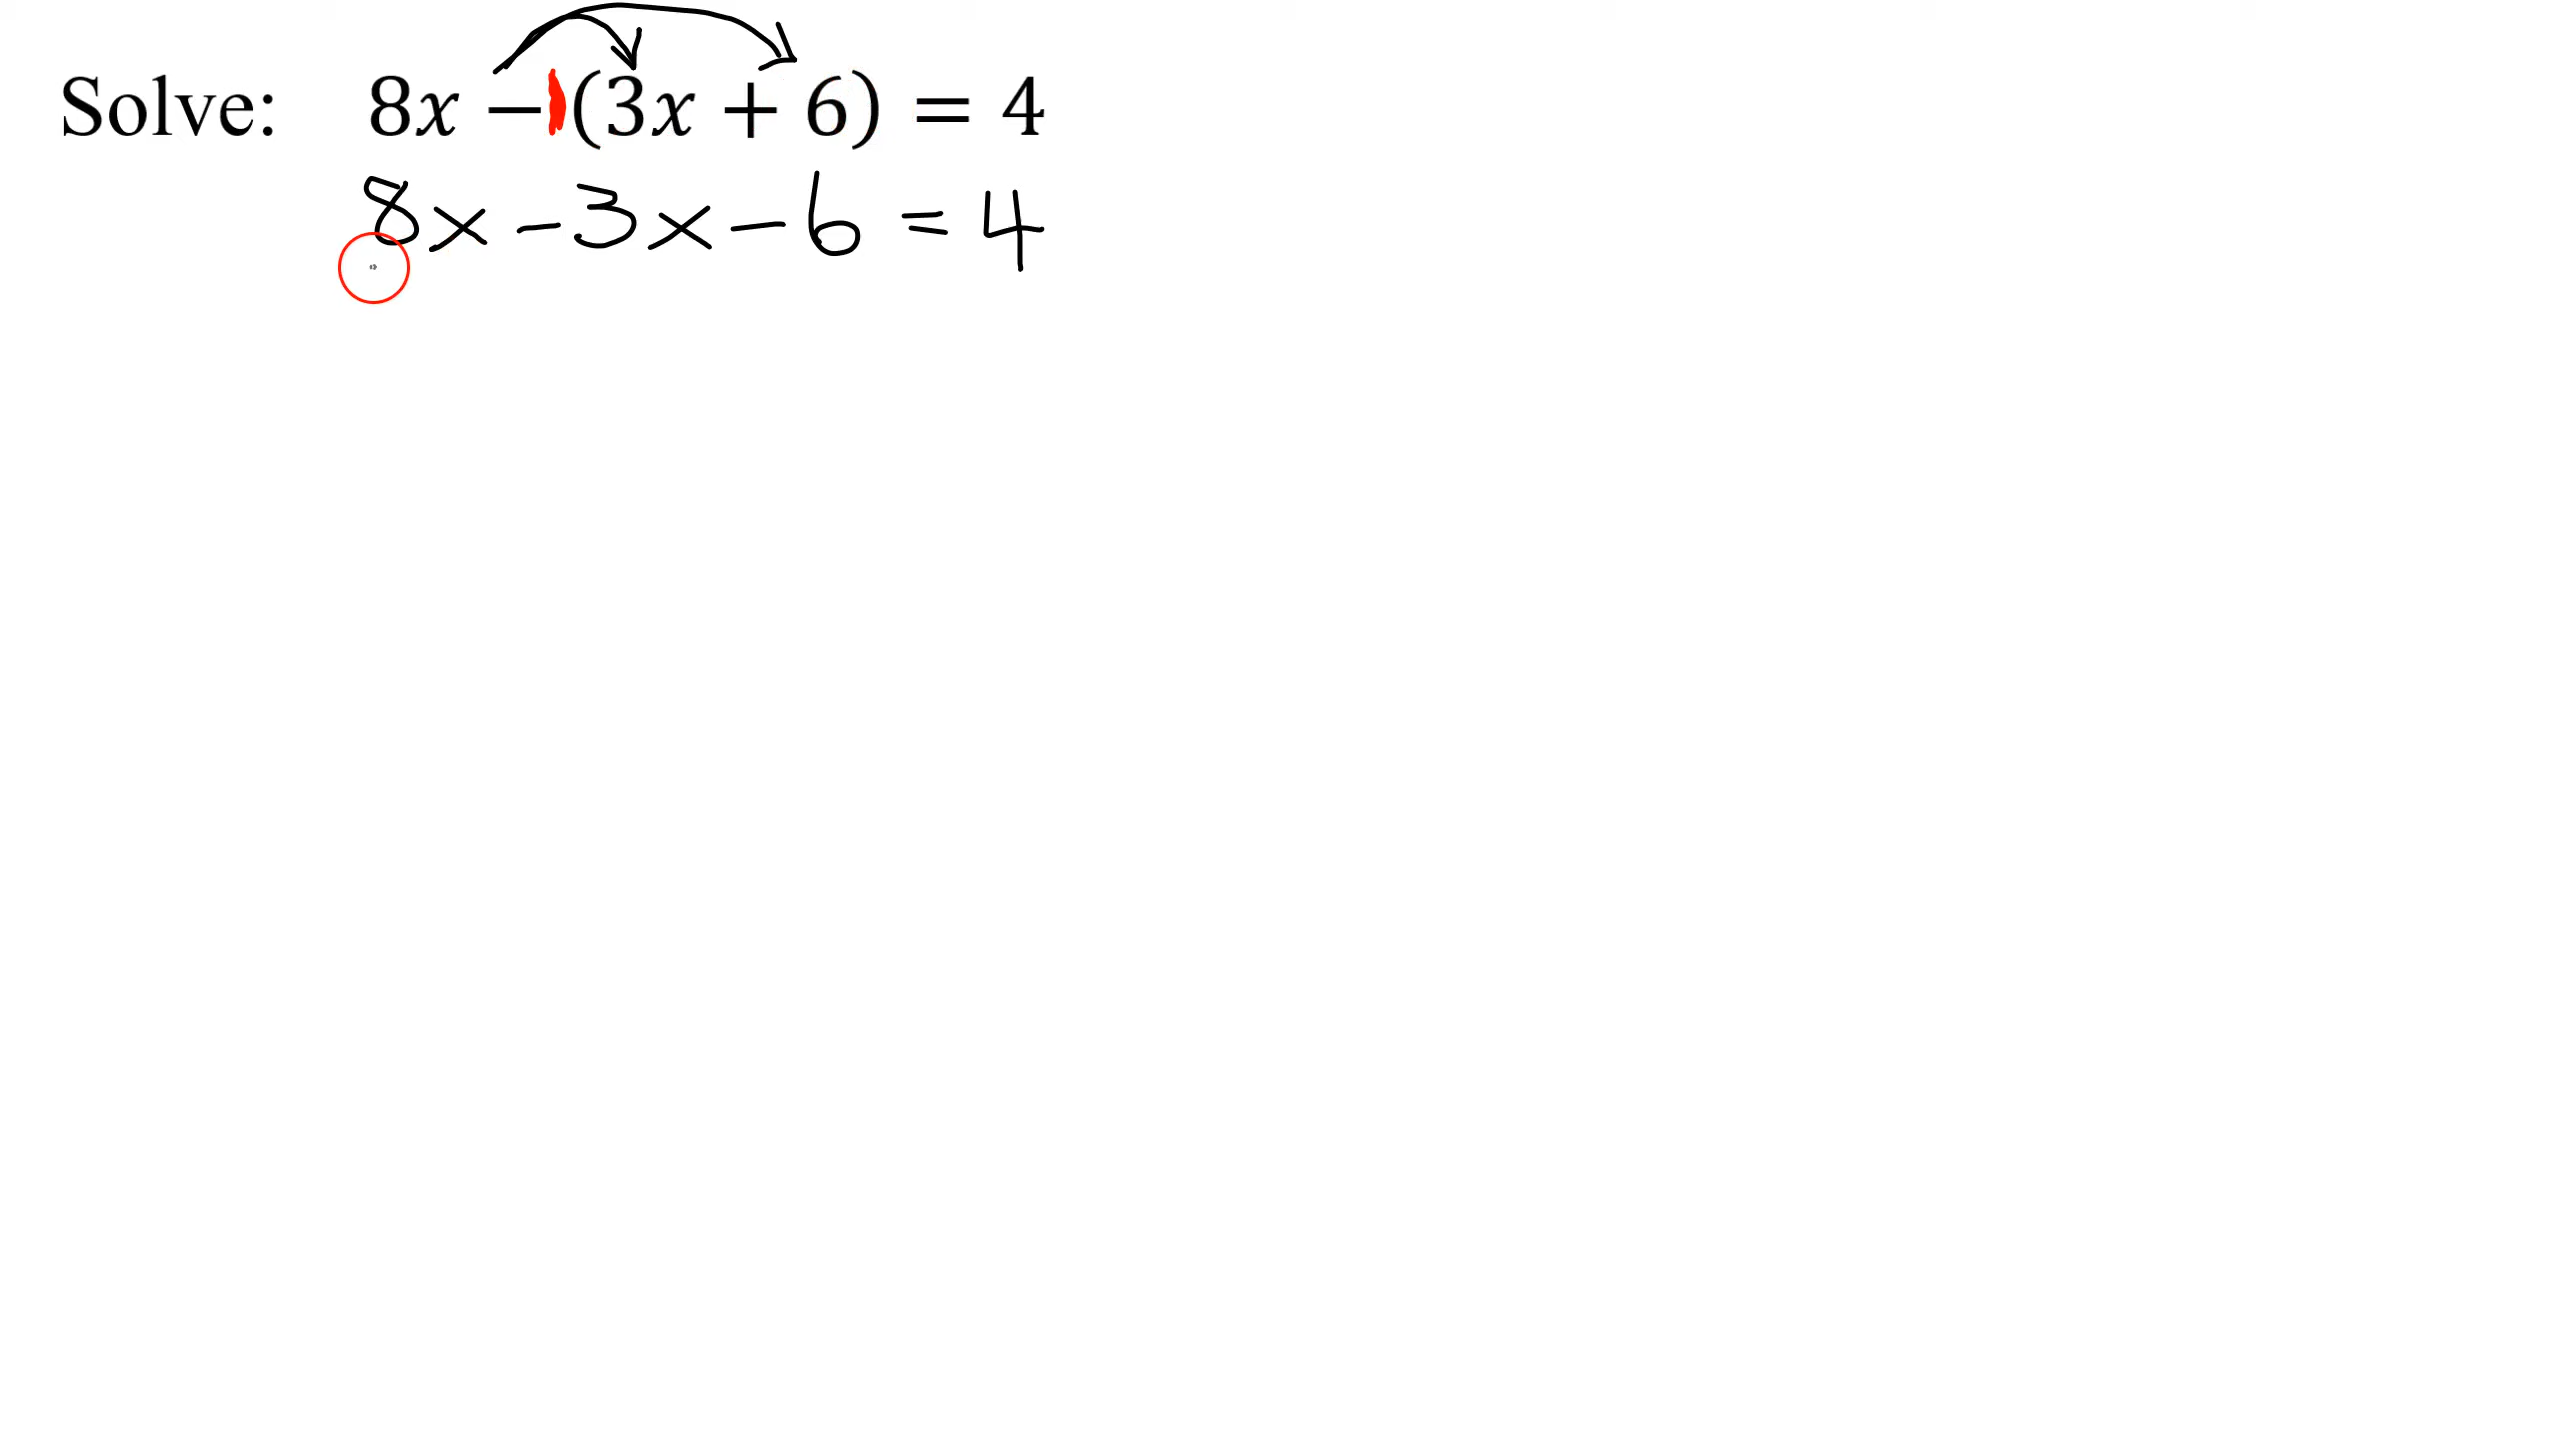 Solve: 8x −1(3x + 6) = 4
8x − 3x − 6 = 4